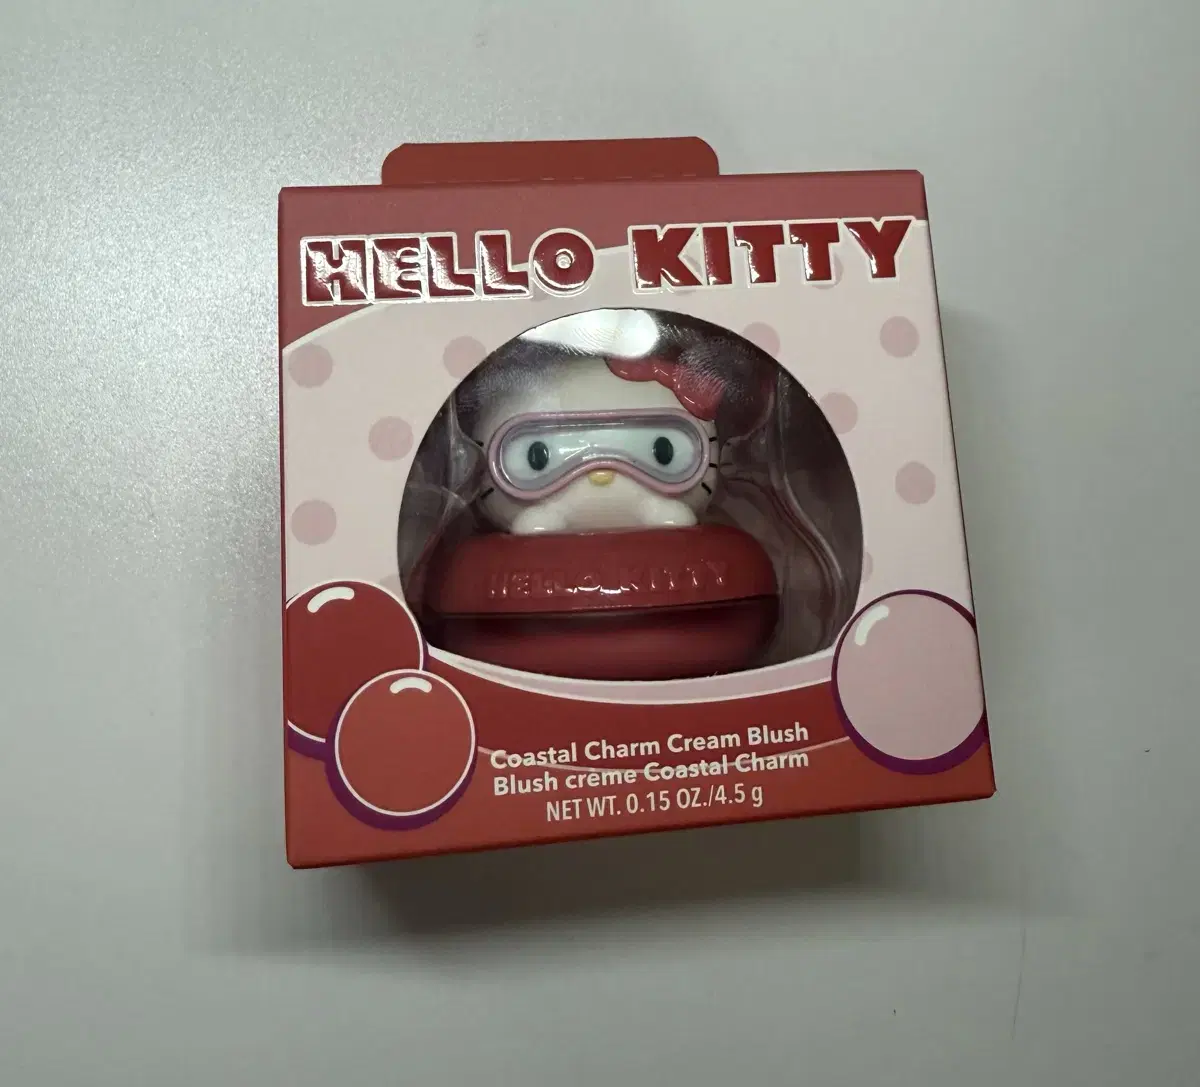 HELLO KITTY
HELLO KITTY
Coastal Charm Cream Blush
Blush crème Coastal Charm
NET WT. 0.15 OZ./4.5 g